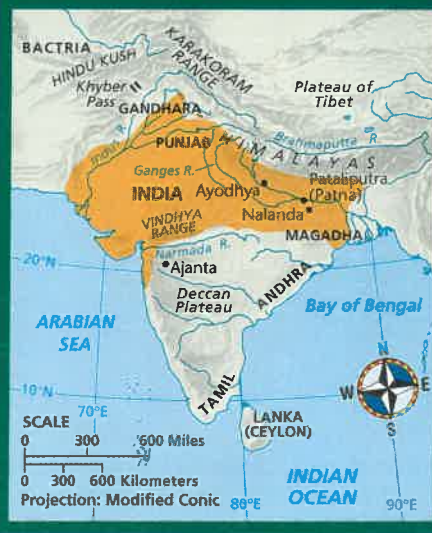 BACTRIA
HINDU KUSH
KARAKORAM
RANGE
Khyber
Pass
GANDHARA
Plateau of
Tibet
PUNJAB
Indus R.
Brahmaputra R.
HIMALAYAS
Ganges R.
INDIA
Ayodhya
Pataliputra
(Patna)
Nalanda
VINDHYA
RANGE
MAGADHA
Narmada R.
20°N
Ajanta
Deccan
Plateau
ANDHRA
Bay of Bengal
ARABIAN
SEA
N
W
E
S
10°N
70°E
TAMIL
LANKA
(CEYLON)
SCALE
0 300 600 Miles
0 300 600 Kilometers
Projection: Modified Conic
INDIAN
OCEAN
80°E
90°E